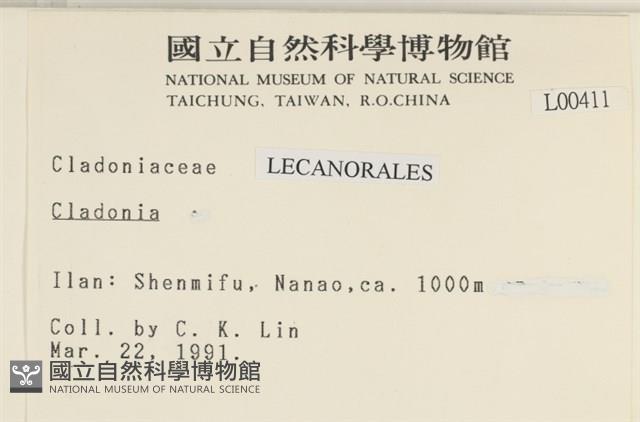 國立自然科學博物館
NATIONAL MUSEUM OF NATURAL SCIENCE
TAICHUNG, TAIWAN, R.O.CHINA
L00411
Cladoniaceae LECANORALES
Cladonia
Ilan: Shenmifu, Nanao,ca. 1000m
Coll. by C. K. Lin
Mar. 22, 1991.
國立自然科學博物館
NATIONAL MUSEUM OF NATURAL SCIENCE